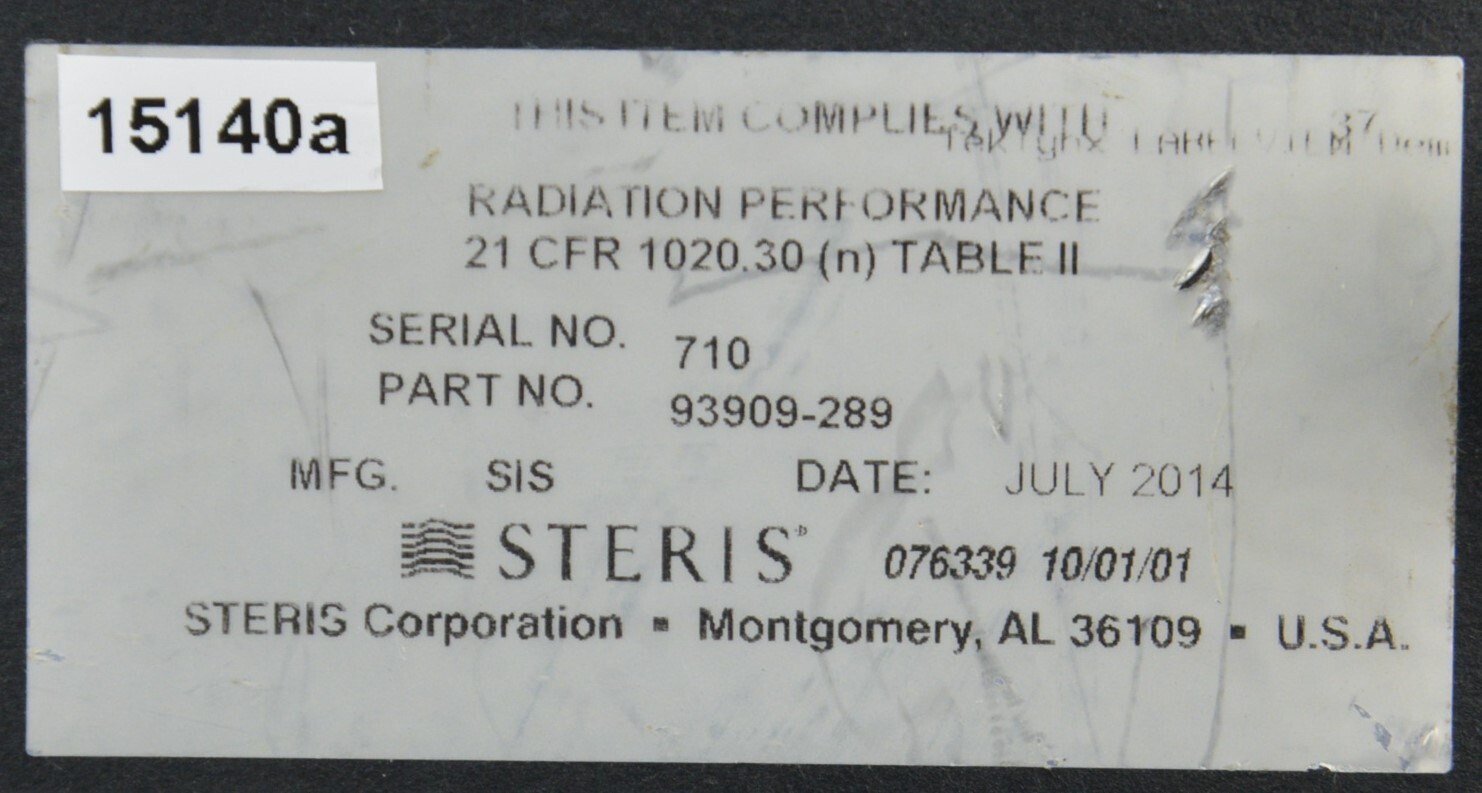 15140a
THIS ITEM COMPLIES WITH
37
RADIATION PERFORMANCE
21 CFR 1020.30 (n) TABLE II
SERIAL NO. 710
PART NO. 93909-289
MFG. SIS DATE: JULY 2014
STERIS® 076339 10/01/01
STERIS Corporation ▪ Montgomery, AL 36109 ▪ U.S.A.